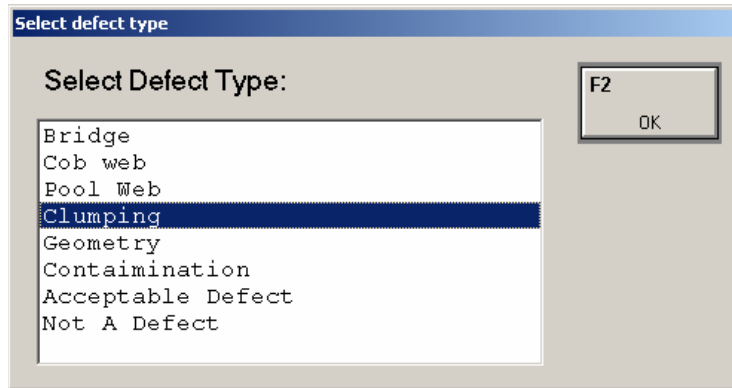 Select defect type
Select Defect Type:
F2
OK
Bridge
Cob web
Pool Web
Clumping
Geometry
Contaimination
Acceptable Defect
Not A Defect